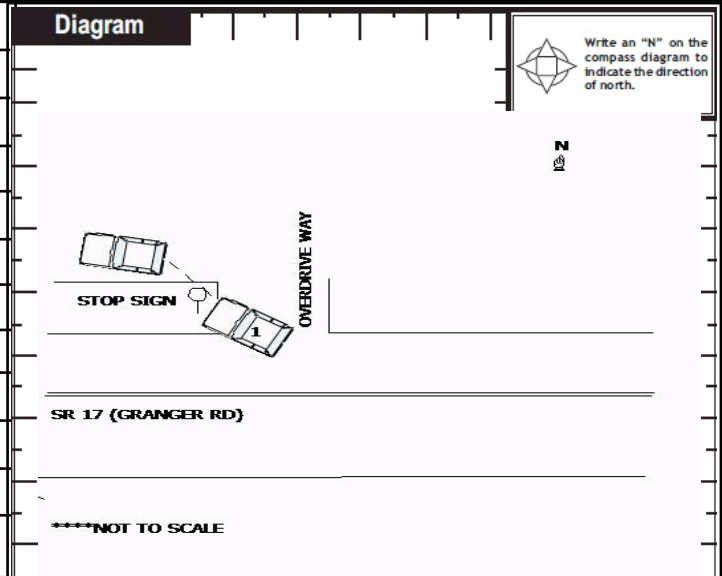 Diagram
Write an “N” on the
compass diagram to
indicate the direction
of north.
N
OVERDRIVE WAY
STOP SIGN
1
SR 17 (GRANGER RD)
****NOT TO SCALE